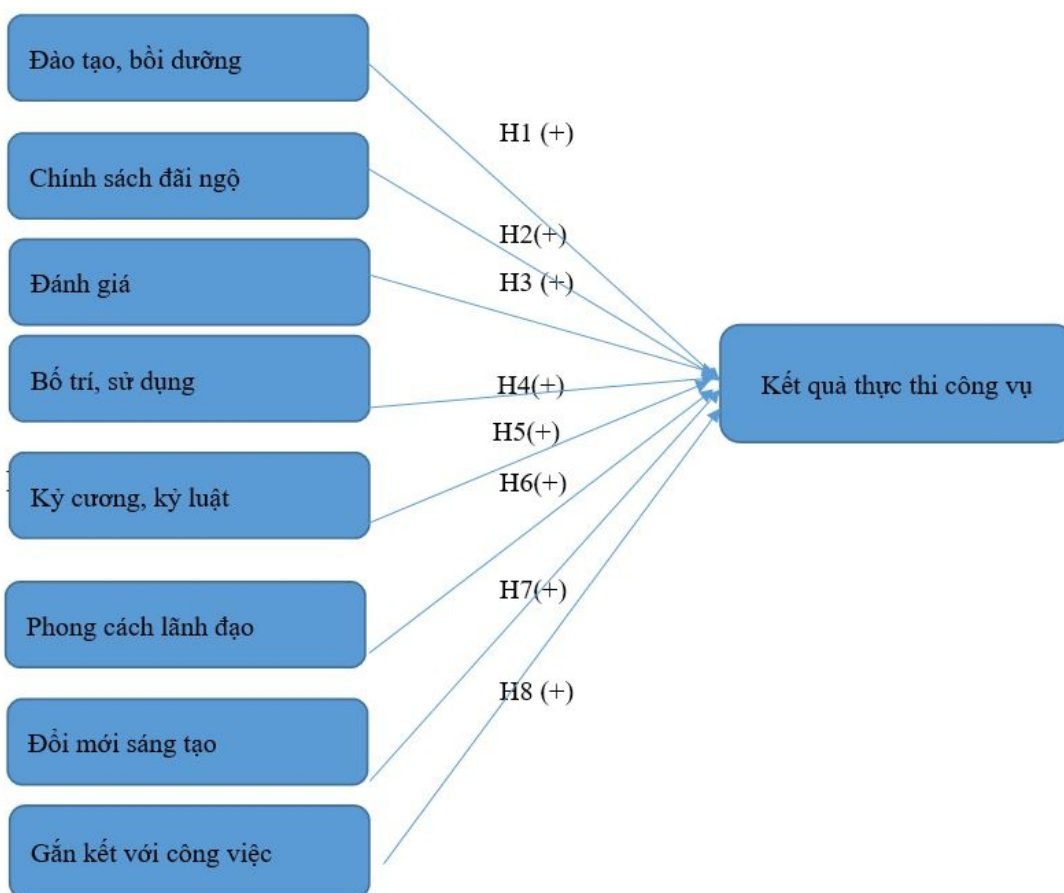 Đào tạo, bồi dưỡng
H1 (+)
Chính sách đãi ngộ
H2(+)
Đánh giá
H3 (+)
Bố trí, sử dụng
H4(+)
Kết quả thực thi công vụ
H5(+)
Kỷ cương, kỷ luật
H6(+)
Phong cách lãnh đạo
H7(+)
Đổi mới sáng tạo
H8 (+)
Gắn kết với công việc